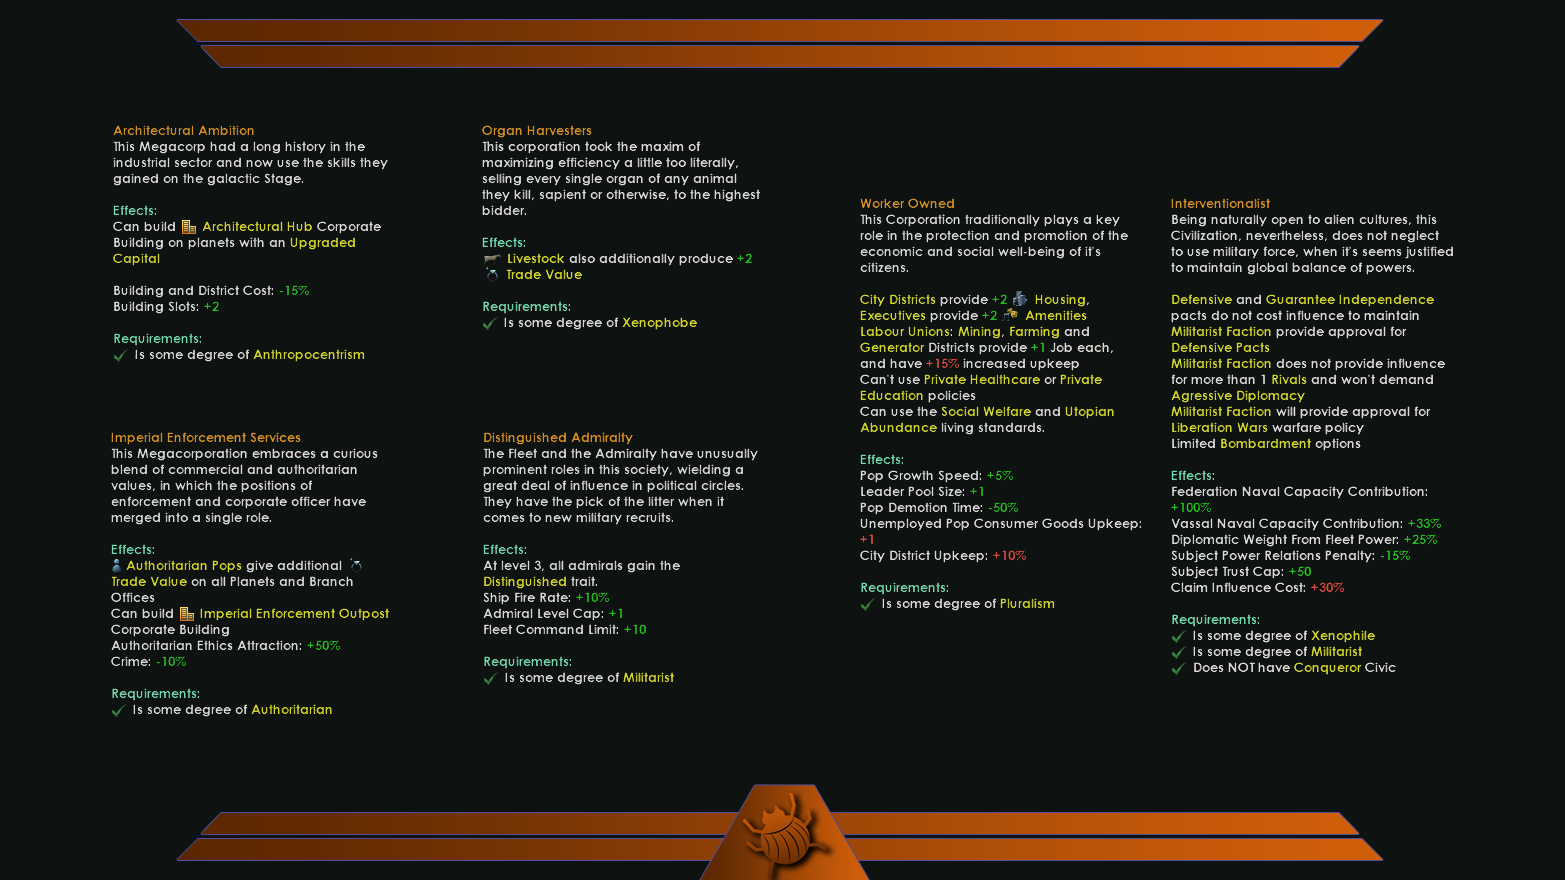 Architectural Ambition
This Megacorp had a long history in the
industrial sector and now use the skills they
gained on the galactic Stage.
Effects:
Can build Architectural Hub Corporate
Building on planets with an Upgraded
Capital
Building and District Cost: -15%
Building Slots: +2
Requirements:
Is some degree of Anthropocentrism
Organ Harvesters
This corporation took the maxim of
maximizing efficiency a little too literally,
selling every single organ of any animal
they kill, sapient or otherwise, to the highest
bidder.
Effects:
Livestock also additionally produce +2
Trade Value
Requirements:
Is some degree of Xenophobe
Imperial Enforcement Services
This Megacorporation embraces a curious
blend of commercial and authoritarian
values, in which the positions of
enforcement and corporate officer have
merged into a single role.
Effects:
Authoritarian Pops give additional
Trade Value on all Planets and Branch
Offices
Can build Imperial Enforcement Outpost
Corporate Building
Authoritarian Ethics Attraction: +50%
Crime: -10%
Requirements:
Is some degree of Authoritarian
Distinguished Admiralty
The Fleet and the Admiralty have unusually
prominent roles in this society, wielding a
great deal of influence in political circles.
They have the pick of the litter when it
comes to new military recruits.
Effects:
At level 3, all admirals gain the
Distinguished trait.
Ship Fire Rate: +10%
Admiral Level Cap: +1
Fleet Command Limit: +10
Requirements:
Is some degree of Militarist
Worker Owned
This Corporation traditionally plays a key
role in the protection and promotion of the
economic and social well-being of it's
citizens.
City Districts provide +2 Housing,
Executives provide +2 Amenities
Labour Unions: Mining, Farming and
Generator Districts provide +1 Job each,
and have +15% increased upkeep
Can't use Private Healthcare or Private
Education policies
Can use the Social Welfare and Utopian
Abundance living standards.
Effects:
Pop Growth Speed: +5%
Leader Pool Size: +1
Pop Demotion Time: -50%
Unemployed Pop Consumer Goods Upkeep:
+1
City District Upkeep: +10%
Requirements:
Is some degree of Pluralism
Interventionalist
Being naturally open to alien cultures, this
Civilization, nevertheless, does not neglect
to use military force, when it's seems justified
to maintain global balance of powers.
Defensive and Guarantee Independence
pacts do not cost influence to maintain
Militarist Faction provide approval for
Defensive Pacts
Militarist Faction does not provide influence
for more than 1 Rivals and won't demand
Agressive Diplomacy
Militarist Faction will provide approval for
Liberation Wars warfare policy
Limited Bombardment options
Effects:
Federation Naval Capacity Contribution:
+100%
Vassal Naval Capacity Contribution: +33%
Diplomatic Weight From Fleet Power: +25%
Subject Power Relations Penalty: -15%
Subject Trust Cap: +50
Claim Influence Cost: +30%
Requirements:
Is some degree of Xenophile
Is some degree of Militarist
Does NOT have Conqueror Civic